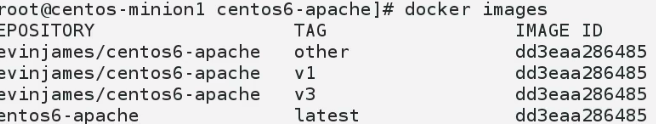 root@centos-minion1 centos6-apache]# docker images
EPOSITORY TAG IMAGE ID
evinjames/centos6-apache other dd3eaa286485
evinjames/centos6-apache v1 dd3eaa286485
evinjames/centos6-apache v3 dd3eaa286485
entos6-apache latest dd3eaa286485